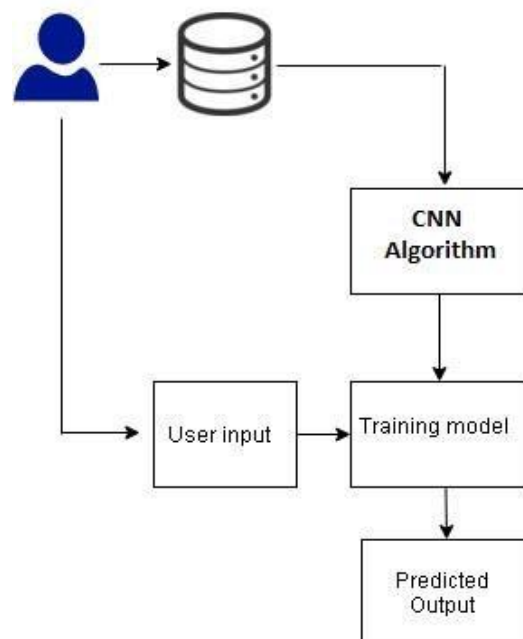 CNN
Algorithm
User input
Training model
Predicted
Output